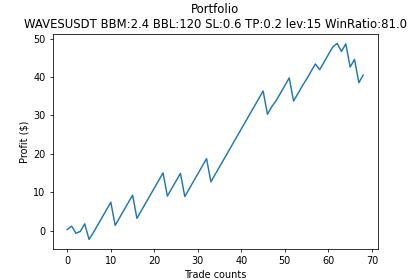 Portfolio
WAVESUSDT BBM:2.4 BBL:120 SL:0.6 TP:0.2 lev:15 WinRatio:81.0
Profit ($)
50
40
30
20
10
0
0 10 20 30 40 50 60 70
Trade counts